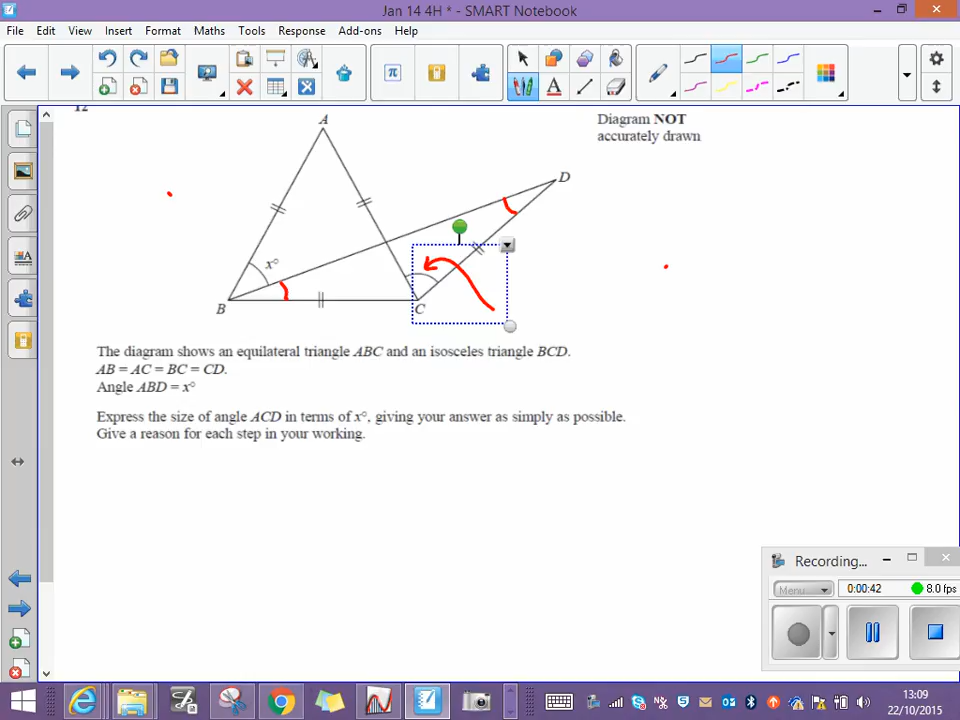 Jan 14 4H * - SMART Notebook
File Edit View Insert Format Maths Tools Response Add-ons Help
π
A
12
A
Diagram NOT
accurately drawn
D
x°
B
C
The diagram shows an equilateral triangle ABC and an isosceles triangle BCD.
AB = AC = BC = CD.
Angle ABD = x°
Express the size of angle ACD in terms of x°, giving your answer as simply as possible.
Give a reason for each step in your working.
Recording...
Menu 0:00:42 8.0 fps
13:09
22/10/2015